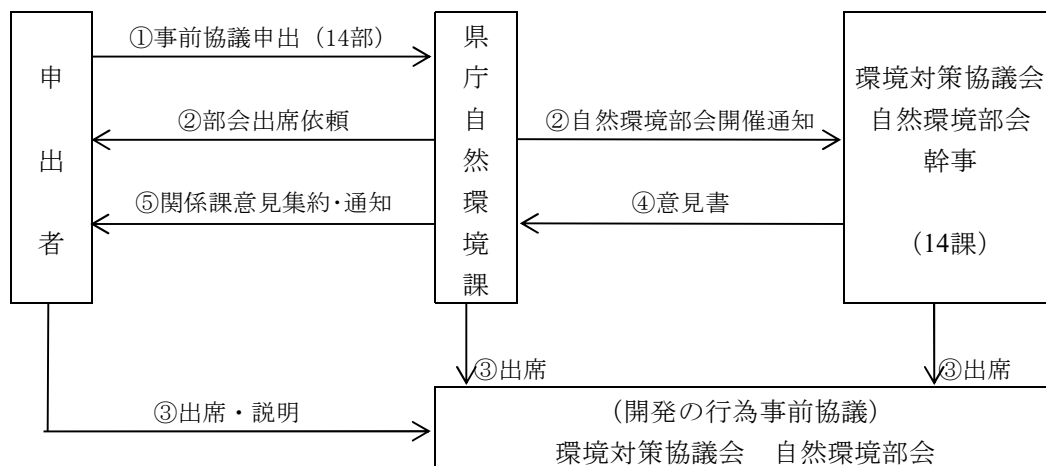 ①事前協議申出（14部）
申出者
県庁自然環境課
環境対策協議会
自然環境部会
幹事
（14課）
②部会出席依頼
②自然環境部会開催通知
⑤関係課意見集約・通知
④意見書
③出席
③出席
③出席・説明
（開発の行為事前協議）
環境対策協議会　自然環境部会